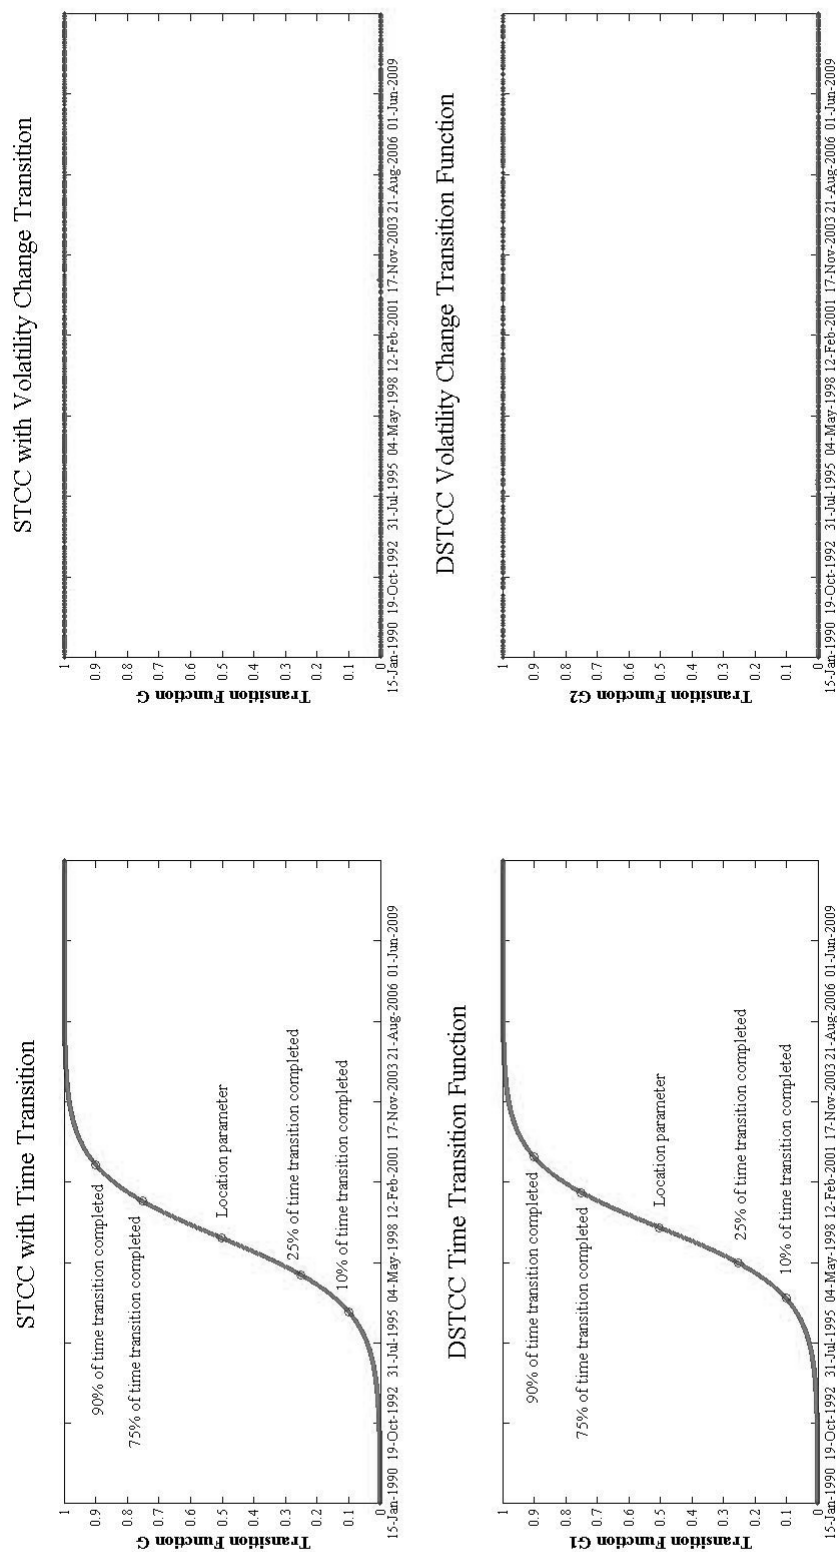 STCC with Time Transition
Transition Function G
1
0.9
0.8
0.7
0.6
0.5
0.4
0.3
0.2
0.1
0
90% of time transition completed
75% of time transition completed
Location parameter
25% of time transition completed
10% of time transition completed
15-Jan-1990 19-Oct-1992 31-Jul-1995 04-May-1998 12-Feb-2001 17-Nov-2003 21-Aug-2006 01-Jun-2009
STCC with Volatility Change Transition
Transition Function G
1
0.9
0.8
0.7
0.6
0.5
0.4
0.3
0.2
0.1
0
15-Jan-1990 19-Oct-1992 31-Jul-1995 04-May-1998 12-Feb-2001 17-Nov-2003 21-Aug-2006 01-Jun-2009
DSTCC Time Transition Function
Transition Function G1
1
0.9
0.8
0.7
0.6
0.5
0.4
0.3
0.2
0.1
0
90% of time transition completed
75% of time transition completed
Location parameter
25% of time transition completed
10% of time transition completed
15-Jan-1990 19-Oct-1992 31-Jul-1995 04-May-1998 12-Feb-2001 17-Nov-2003 21-Aug-2006 01-Jun-2009
DSTCC Volatility Change Transition Function
Transition Function G2
1
0.9
0.8
0.7
0.6
0.5
0.4
0.3
0.2
0.1
0
15-Jan-1990 19-Oct-1992 31-Jul-1995 04-May-1998 12-Feb-2001 17-Nov-2003 21-Aug-2006 01-Jun-2009